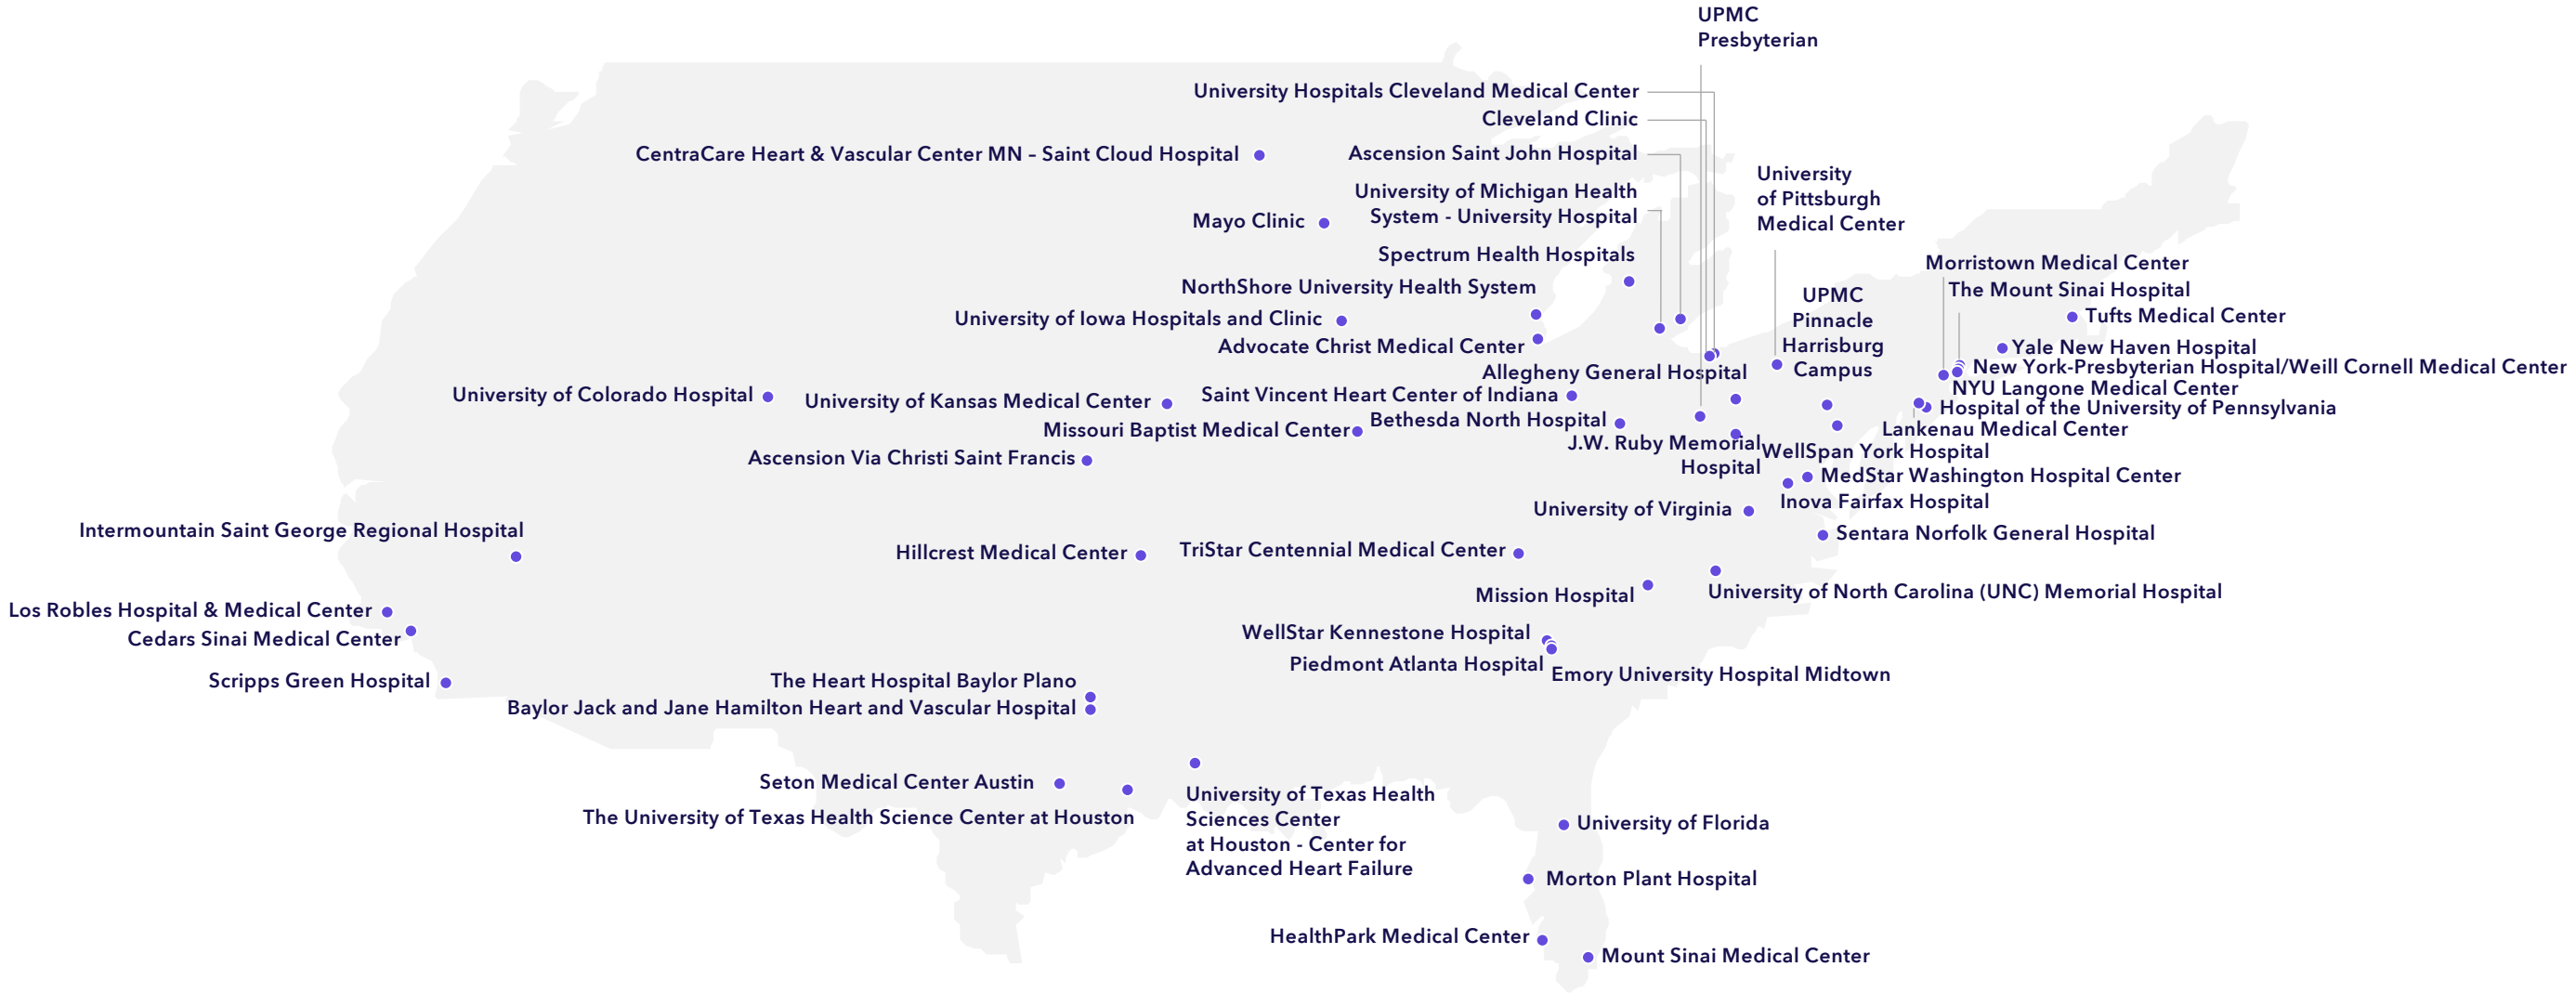 UPMC
Presbyterian
University Hospitals Cleveland Medical Center
Cleveland Clinic
CentraCare Heart & Vascular Center MN – Saint Cloud Hospital
Ascension Saint John Hospital
University of Michigan Health
System - University Hospital
University
of Pittsburgh
Medical Center
Mayo Clinic
Spectrum Health Hospitals
Morristown Medical Center
NorthShore University Health System
The Mount Sinai Hospital
UPMC
Pinnacle
Harrisburg
Campus
University of Iowa Hospitals and Clinic
Tufts Medical Center
Advocate Christ Medical Center
Yale New Haven Hospital
Allegheny General Hospital
New York-Presbyterian Hospital/Weill Cornell Medical Center
University of Colorado Hospital
University of Kansas Medical Center
Saint Vincent Heart Center of Indiana
NYU Langone Medical Center
Hospital of the University of Pennsylvania
Missouri Baptist Medical Center
Bethesda North Hospital
Lankenau Medical Center
J.W. Ruby Memorial
Hospital
WellSpan York Hospital
Ascension Via Christi Saint Francis
MedStar Washington Hospital Center
Inova Fairfax Hospital
University of Virginia
Intermountain Saint George Regional Hospital
Sentara Norfolk General Hospital
Hillcrest Medical Center
TriStar Centennial Medical Center
Mission Hospital
University of North Carolina (UNC) Memorial Hospital
Los Robles Hospital & Medical Center
Cedars Sinai Medical Center
WellStar Kennestone Hospital
Piedmont Atlanta Hospital
Emory University Hospital Midtown
Scripps Green Hospital
The Heart Hospital Baylor Plano
Baylor Jack and Jane Hamilton Heart and Vascular Hospital
Seton Medical Center Austin
The University of Texas Health Science Center at Houston
University of Texas Health
Sciences Center
at Houston - Center for
Advanced Heart Failure
University of Florida
Morton Plant Hospital
HealthPark Medical Center
Mount Sinai Medical Center